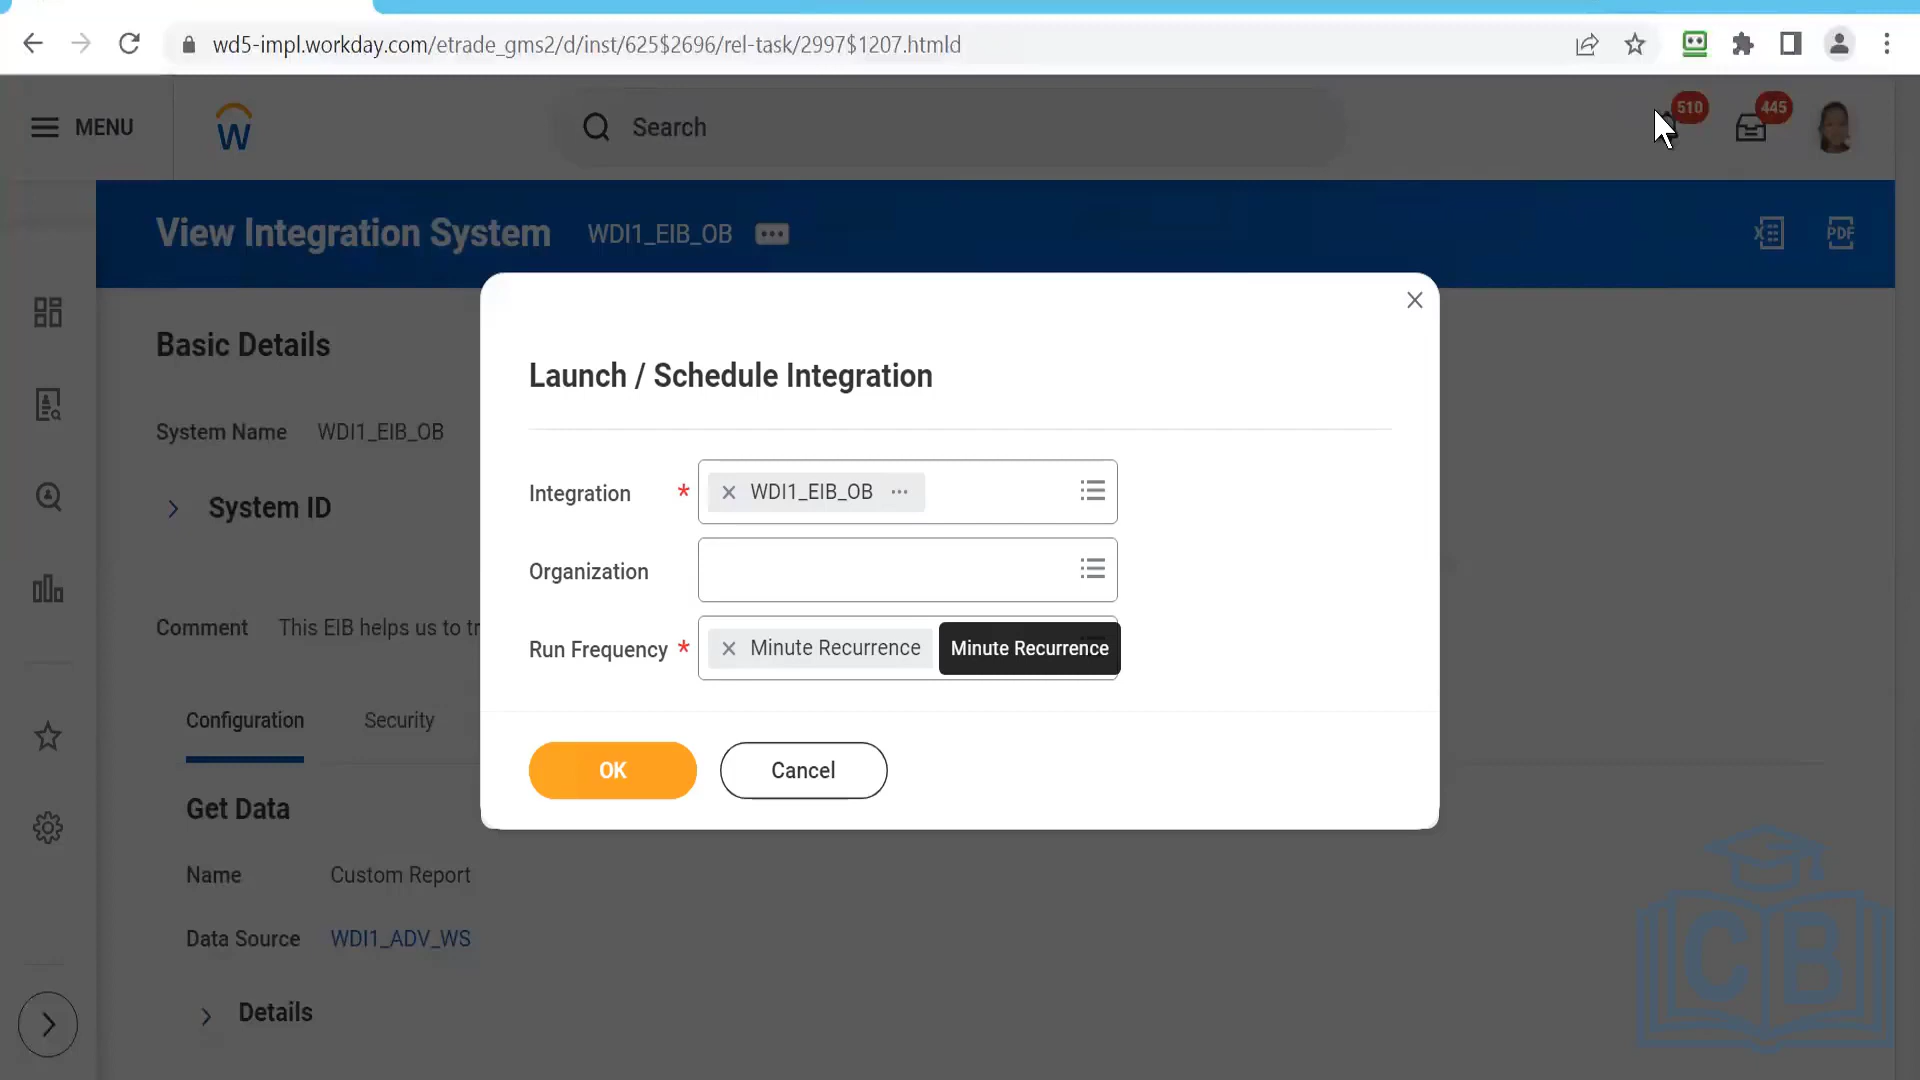 wd5-impl.workday.com/etrade_gms2/d/inst/625$2696/rel-task/2997$1207.htmld
MENU
W
Search
510
445
View Integration System WDI1_EIB_OB
X
PDF
Basic Details
System Name WDI1_EIB_OB
System ID
Comment This EIB helps us to tr
Configuration Security
Get Data
Name Custom Report
Data Source WDI1_ADV_WS
Details
Launch / Schedule Integration
Integration * WDI1_EIB_OB
Organization
Run Frequency * Minute Recurrence Minute Recurrence
OK Cancel
CB